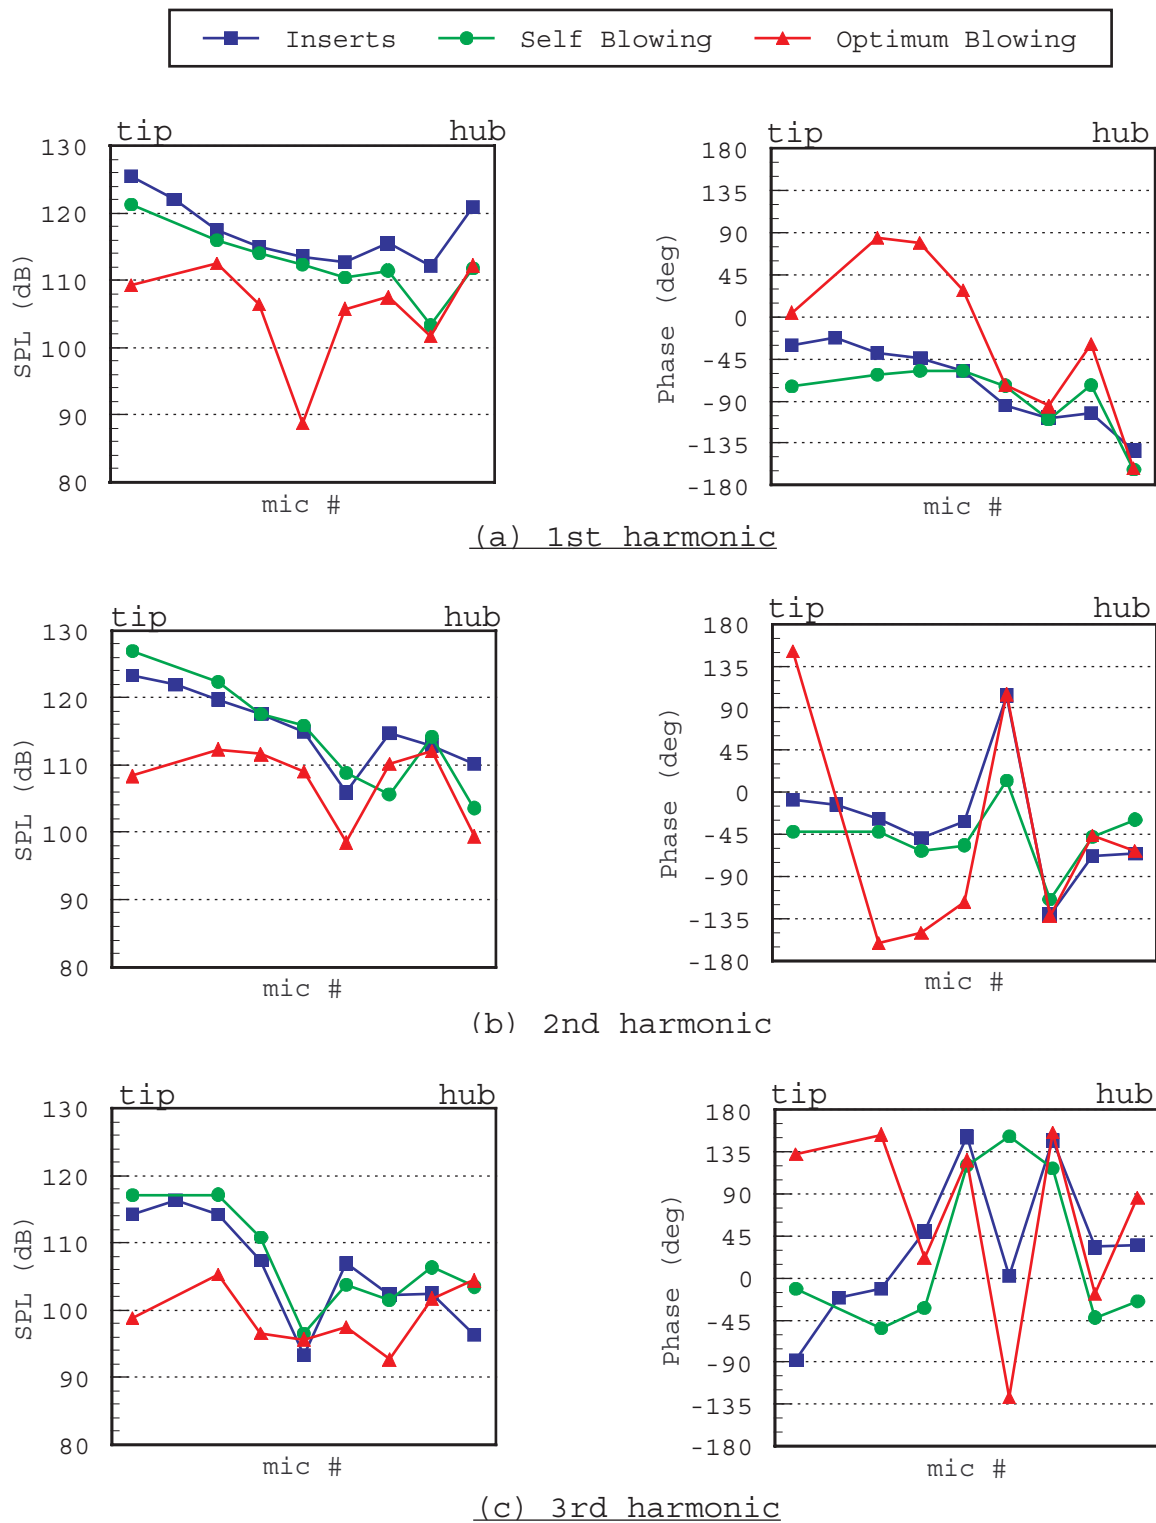 Inserts Self Blowing Optimum Blowing
tip hub
130
120
110
100
90
80
SPL (dB)
mic #
tip hub
180
135
90
45
0
-45
-90
-135
-180
Phase (deg)
mic #
(a) 1st harmonic
tip hub
130
120
110
100
90
80
SPL (dB)
mic #
tip hub
180
135
90
45
0
-45
-90
-135
-180
Phase (deg)
mic #
(b) 2nd harmonic
tip hub
130
120
110
100
90
80
SPL (dB)
mic #
tip hub
180
135
90
45
0
-45
-90
-135
-180
Phase (deg)
mic #
(c) 3rd harmonic